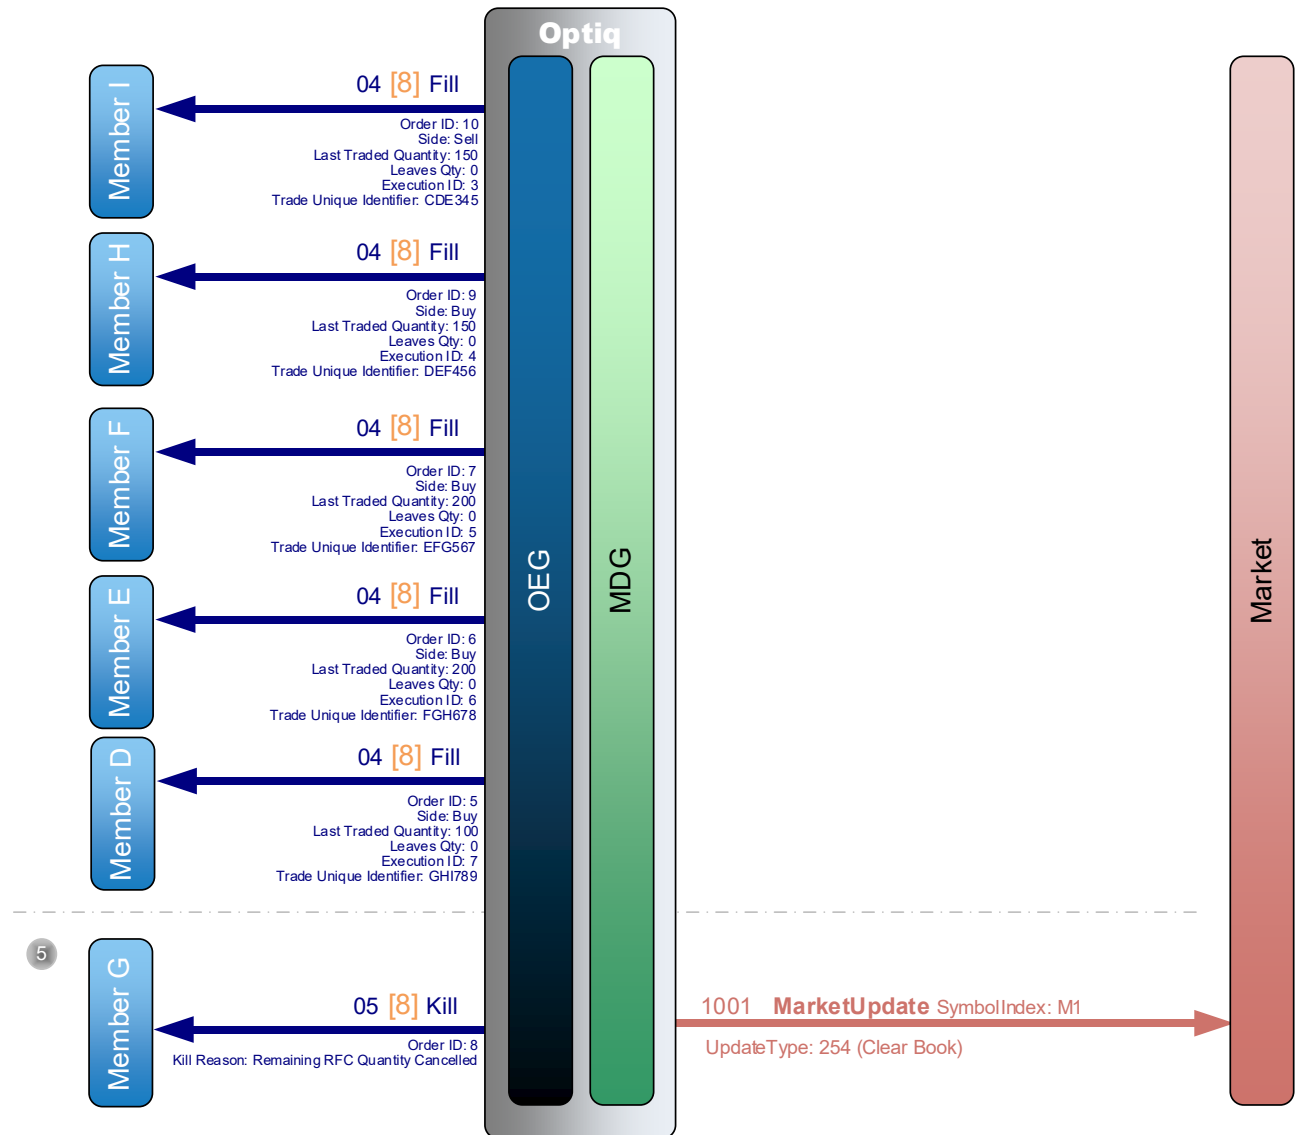 Optiq
Member I
04 [8] Fill
Order ID: 10
Side: Sell
Last Traded Quantity: 150
Leaves Qty: 0
Execution ID: 3
Trade Unique Identifier: CDE345
Member H
04 [8] Fill
Order ID: 9
Side: Buy
Last Traded Quantity: 150
Leaves Qty: 0
Execution ID: 4
Trade Unique Identifier: DEF456
Member F
04 [8] Fill
Order ID: 7
Side: Buy
Last Traded Quantity: 200
Leaves Qty: 0
Execution ID: 5
Trade Unique Identifier: EFG567
OEG
MDG
Market
Member E
04 [8] Fill
Order ID: 6
Side: Buy
Last Traded Quantity: 200
Leaves Qty: 0
Execution ID: 6
Trade Unique Identifier: FGH678
Member D
04 [8] Fill
Order ID: 5
Side: Buy
Last Traded Quantity: 100
Leaves Qty: 0
Execution ID: 7
Trade Unique Identifier: GHI789
5
Member G
05 [8] Kill
Order ID: 8
Kill Reason: Remaining RFC Quantity Cancelled
1001 MarketUpdate SymbolIndex: M1
UpdateType: 254 (Clear Book)